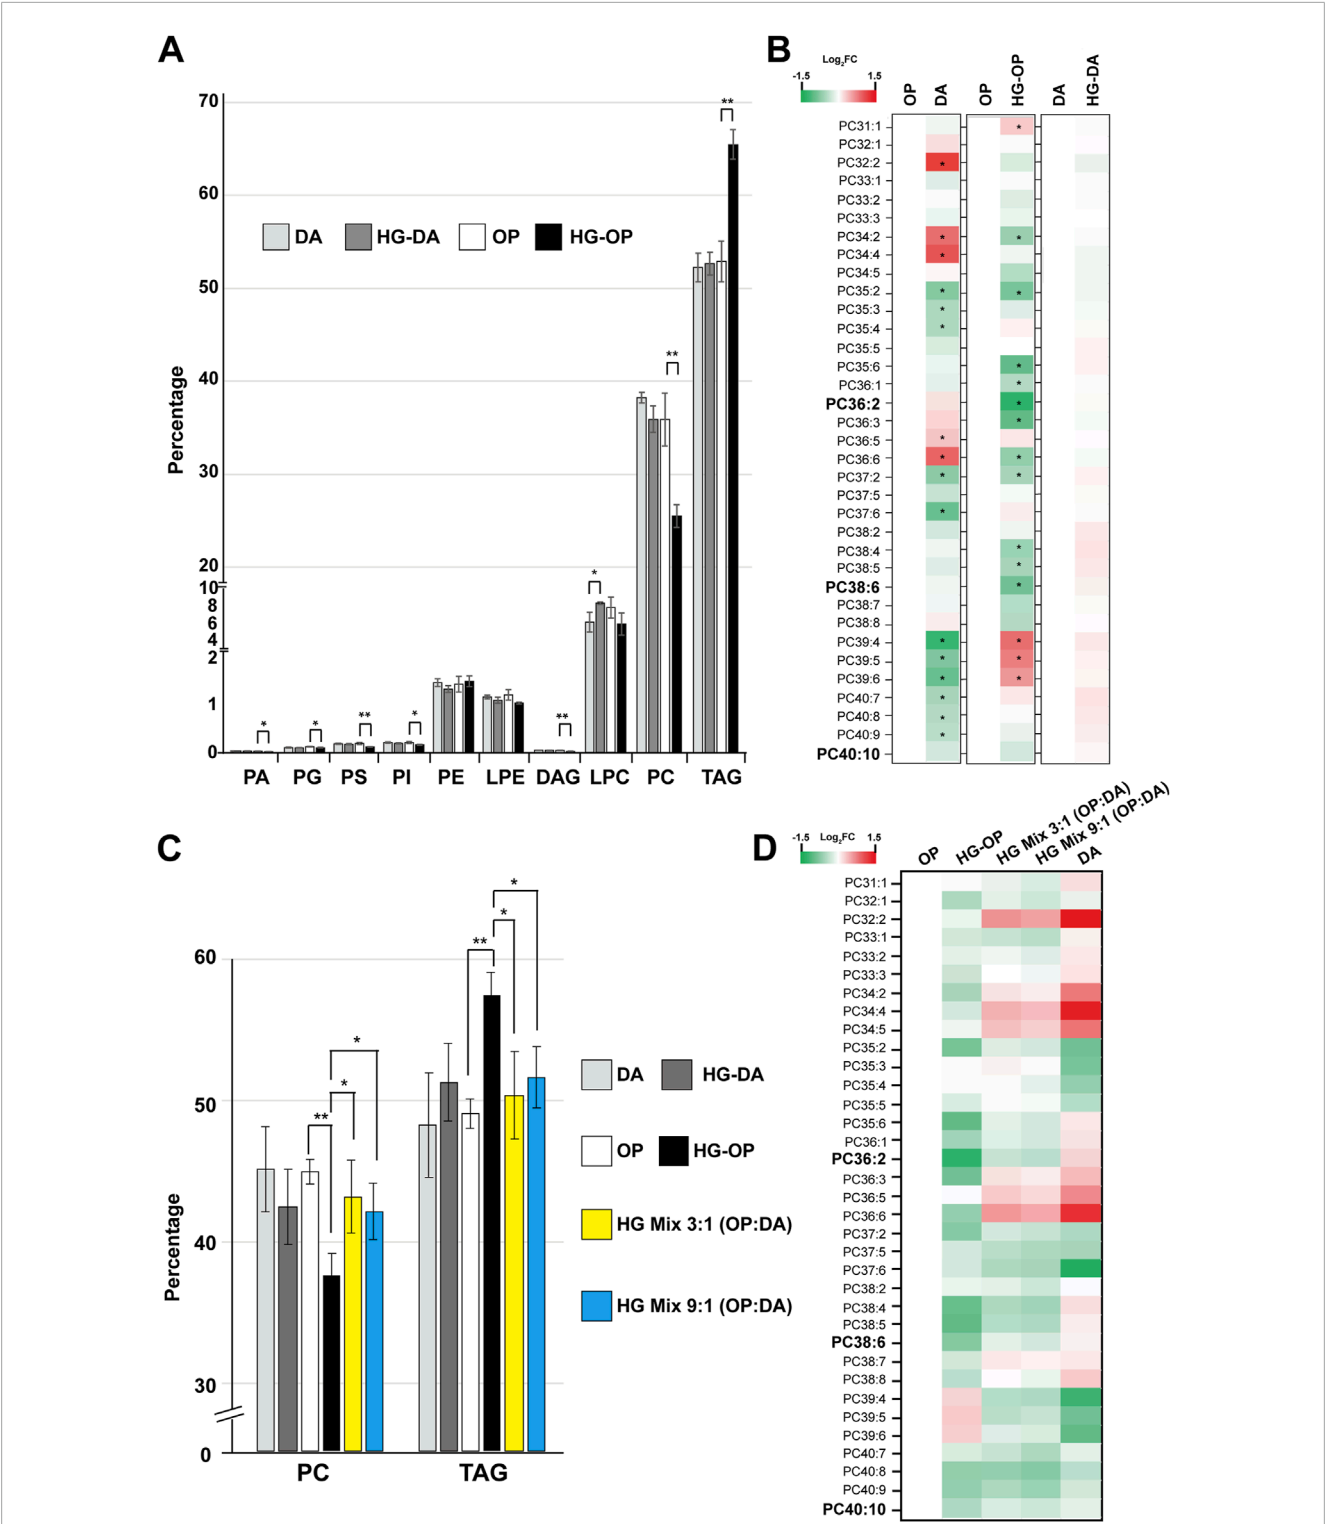 A
Percentage
70
60
50
40
30
20
10
8
6
4
2
1
0
DA HG-DA OP HG-OP
** 
**
*
* * ** * **
PA PG PS PI PE LPE DAG LPC PC TAG
B
Log2FC
-1.5 1.5
OP DA OP HG-OP DA HG-DA
PC31:1 *
PC32:1
PC32:2 *
PC33:1
PC33:2
PC33:3
PC34:2 * *
PC34:4 *
PC34:5
PC35:2 * *
PC35:3 *
PC35:4 *
PC35:5
PC35:6 *
PC36:1 *
PC36:2 *
PC36:3 *
PC36:5 *
PC36:6 * *
PC37:2 * *
PC37:5
PC37:6 *
PC38:2
PC38:4 *
PC38:5 *
PC38:6 *
PC38:7
PC38:8
PC39:4 * *
PC39:5 * *
PC39:6 * *
PC40:7 *
PC40:8 *
PC40:9 *
PC40:10
C
Percentage
60
50
40
30
0
** * *
** * *
PC TAG
DA HG-DA
OP HG-OP
HG Mix 3:1 (OP:DA)
HG Mix 9:1 (OP:DA)
D
-1.5 Log2FC 1.5
OP HG-OP HG Mix 3:1 (OP:DA) HG Mix 9:1 (OP:DA) DA
PC31:1
PC32:1
PC32:2
PC33:1
PC33:2
PC33:3
PC34:2
PC34:4
PC34:5
PC35:2
PC35:3
PC35:4
PC35:5
PC35:6
PC36:1
PC36:2
PC36:3
PC36:5
PC36:6
PC37:2
PC37:5
PC37:6
PC38:2
PC38:4
PC38:5
PC38:6
PC38:7
PC38:8
PC39:4
PC39:5
PC39:6
PC40:7
PC40:8
PC40:9
PC40:10